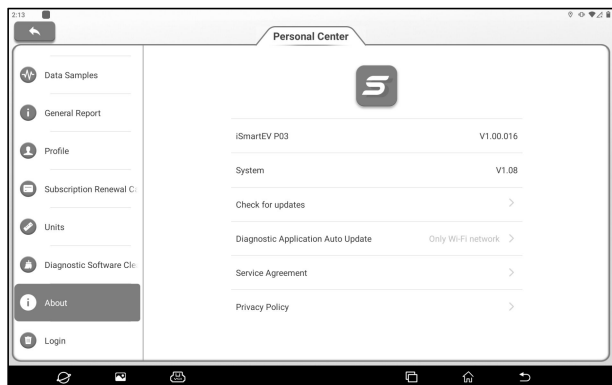 2:13
Personal Center
Data Samples
General Report
Profile
Subscription Renewal Ca
Units
Diagnostic Software Clea
About
Login
iSmartEV P03 V1.00.016
System V1.08
Check for updates
Diagnostic Application Auto Update Only Wi-Fi network
Service Agreement
Privacy Policy